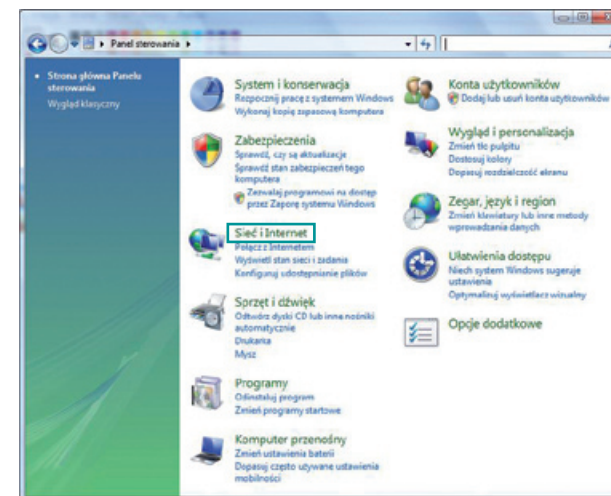 Panel sterowania
Strona główna Panelu
sterowania
Wygląd klasyczny
System i konserwacja
Rozpocznij pracę z systemem Windows
Wykonaj kopię zapasową komputera
Zabezpieczenia
Sprawdź, czy są aktualizacje
Sprawdź stan zabezpieczeń tego
komputera
Zezwalaj programowi na dostęp
przez Zaporę systemu Windows
Sieć i Internet
Połącz z Internetem
Wyświetl stan sieci i zadania
Konfiguruj udostępnianie plików
Sprzęt i dźwięk
Odtwórz dyski CD lub inne nośniki
automatycznie
Drukarka
Mysz
Programy
Odinstaluj program
Zmień programy startowe
Komputer przenośny
Zmień ustawienia baterii
Dopasuj często używane ustawienia
mobilności
Konta użytkowników
Dodaj lub usuń konta użytkowników
Wygląd i personalizacja
Zmień tło pulpitu
Dostosuj kolory
Dopasuj rozdzielczość ekranu
Zegar, język i region
Zmień klawiatury lub inne metody
wprowadzania danych
Ułatwienia dostępu
Niech system Windows sugeruje
ustawienia
Optymalizuj wyświetlacz wizualny
Opcje dodatkowe